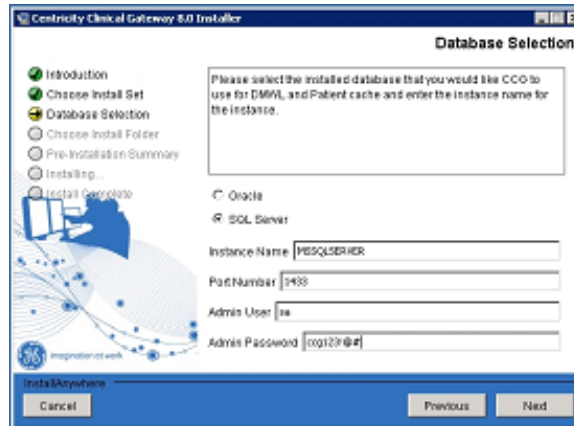 Centricity Clinical Gateway 8.0 Installer
Database Selection
Introduction
Choose Install Set
Database Selection
Choose Install Folder
Pre-Installation Summary
Installing...
Install Complete
Please select the installed database that you would like CCG to
use for DMWL and Patient cache and enter the instance name for
the instance.
Oracle
SQL Server
Instance Name MSSQLSERVER
Port Number 1433
Admin User sa
Admin Password ccg123!@#
imagination at work
InstallAnywhere
Cancel
Previous
Next